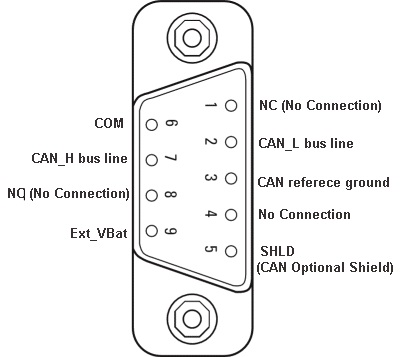 1 NC (No Connection)
COM 6
2 CAN_L bus line
CAN_H bus line 7
3 CAN referece ground
NC (No Connection) 8
4 No Connection
Ext_VBat 9
5 SHLD
(CAN Optional Shield)